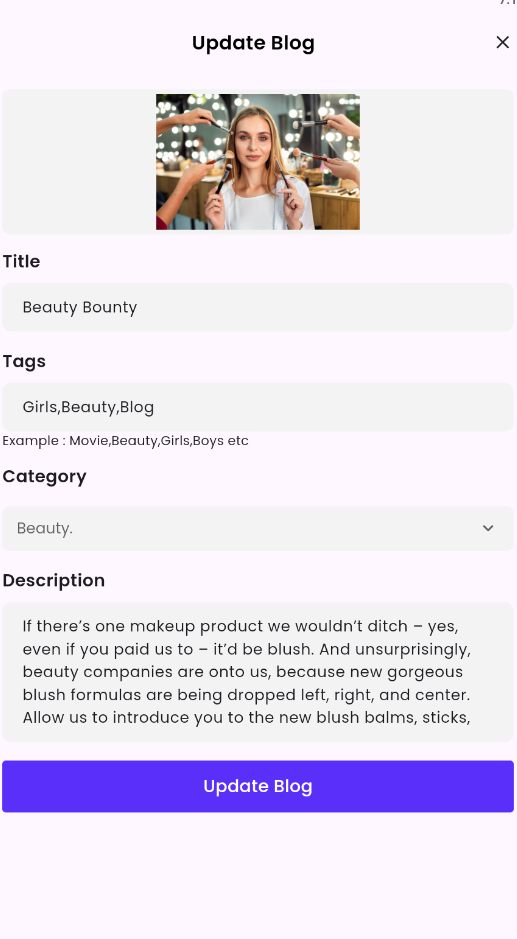 Update Blog
Title
Beauty Bounty
Tags
Girls,Beauty,Blog
Example : Movie,Beauty,Girls,Boys etc
Category
Beauty.
Description
If there’s one makeup product we wouldn’t ditch – yes,
even if you paid us to – it’d be blush. And unsurprisingly,
beauty companies are onto us, because new gorgeous
blush formulas are being dropped left, right, and center.
Allow us to introduce you to the new blush balms, sticks,
Update Blog